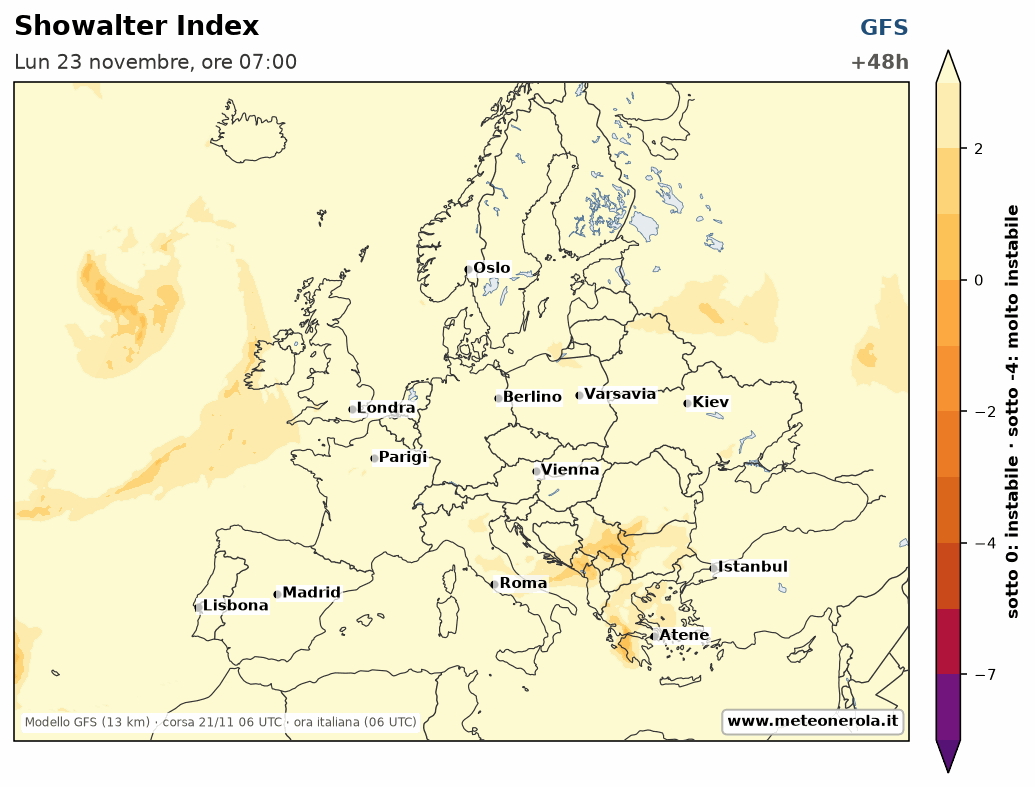 Showalter Index
GFS
Lun 23 novembre, ore 07:00
+48h
Oslo
Londra
Berlino
Varsavia
Kiev
Parigi
Vienna
Istanbul
Roma
Madrid
Lisbona
Atene
Modello GFS (13 km) · corsa 21/11 06 UTC · ora italiana (06 UTC)
www.meteonerola.it
2
0
−2
−4
−7
sotto 0: instabile · sotto -4: molto instabile